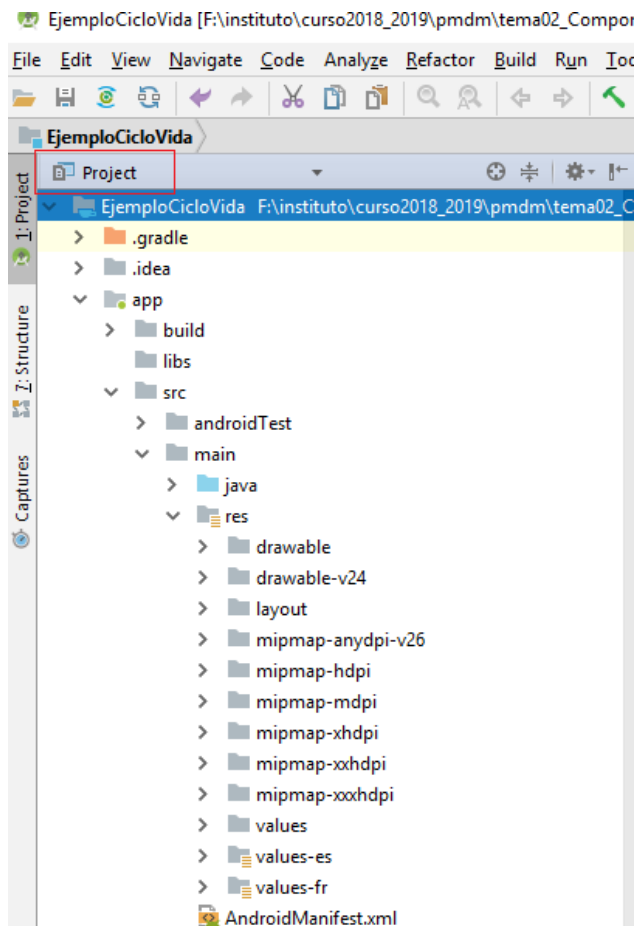 EjemploCicloVida [F:\instituto\curso2018_2019\pmdm\tema02_Compor
File Edit View Navigate Code Analyze Refactor Build Run Too
EjemploCicloVida
Project
1: Project
7: Structure
Captures
EjemploCicloVida F:\instituto\curso2018_2019\pmdm\tema02_C
.gradle
.idea
app
build
libs
src
androidTest
main
java
res
drawable
drawable-v24
layout
mipmap-anydpi-v26
mipmap-hdpi
mipmap-mdpi
mipmap-xhdpi
mipmap-xxhdpi
mipmap-xxxhdpi
values
values-es
values-fr
AndroidManifest.xml